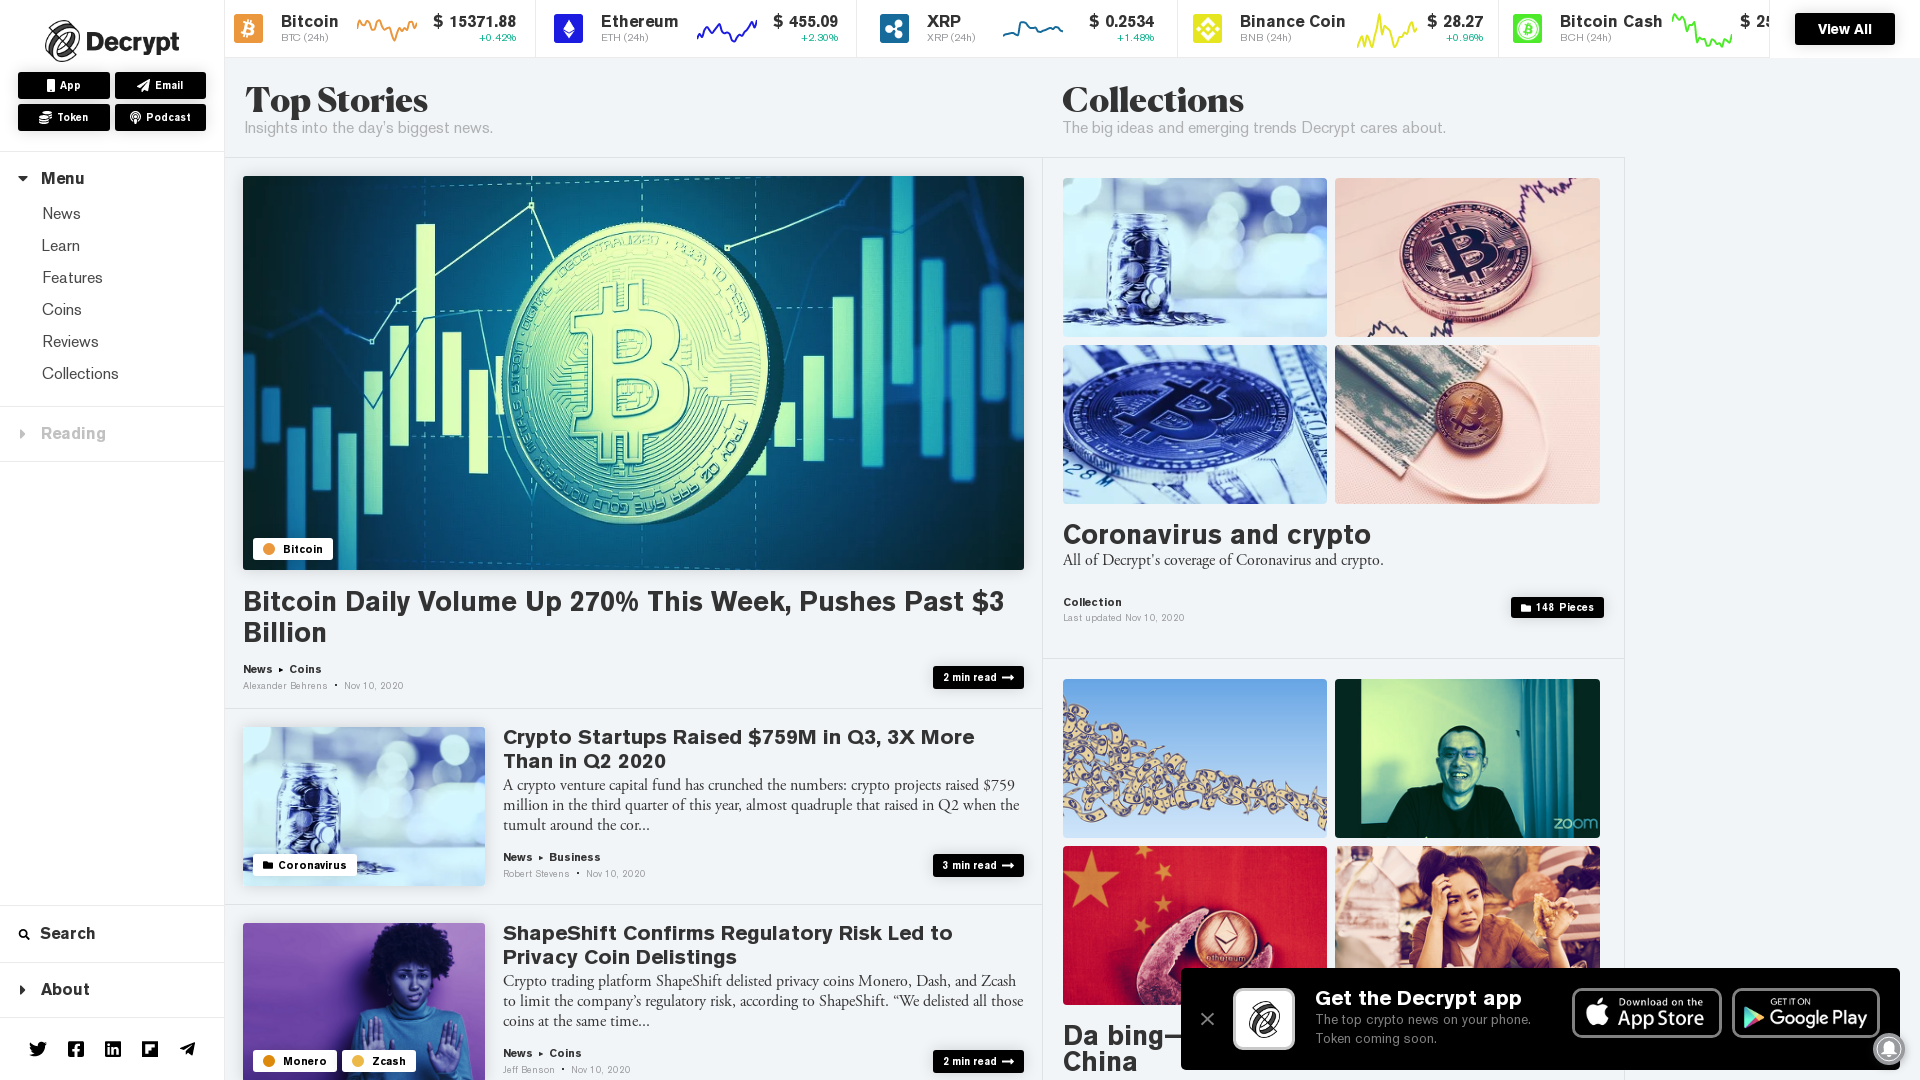 Decrypt
App
Email
Token
Podcast
Menu
News
Learn
Features
Coins
Reviews
Collections
Reading
Search
About
Bitcoin
BTC (24h)
$ 15371.88
+0.42%
Ethereum
ETH (24h)
$ 455.09
+2.30%
XRP
XRP (24h)
$ 0.2534
+1.48%
Binance Coin
BNB (24h)
$ 28.27
+0.96%
Bitcoin Cash
BCH (24h)
$ 25
View All
Top Stories
Insights into the day's biggest news.
Bitcoin
Bitcoin Daily Volume Up 270% This Week, Pushes Past $3
Billion
News ▸ Coins
Alexander Behrens • Nov 10, 2020
2 min read
Coronavirus
Crypto Startups Raised $759M in Q3, 3X More
Than in Q2 2020
A crypto venture capital fund has crunched the numbers: crypto projects raised $759
million in the third quarter of this year, almost quadruple that raised in Q2 when the
tumult around the cor...
News ▸ Business
Robert Stevens • Nov 10, 2020
3 min read
Monero
Zcash
ShapeShift Confirms Regulatory Risk Led to
Privacy Coin Delistings
Crypto trading platform ShapeShift delisted privacy coins Monero, Dash, and Zcash
to limit the company's regulatory risk, according to ShapeShift. “We delisted all those
coins at the same time...
News ▸ Coins
Jeff Benson • Nov 10, 2020
2 min read
Collections
The big ideas and emerging trends Decrypt cares about.
Coronavirus and crypto
All of Decrypt's coverage of Coronavirus and crypto.
Collection
Last updated Nov 10, 2020
148 Pieces
zoom
ethereum
Da bing—
China
Get the Decrypt app
The top crypto news on your phone.
Token coming soon.
Download on the
App Store
GET IT ON
Google Play